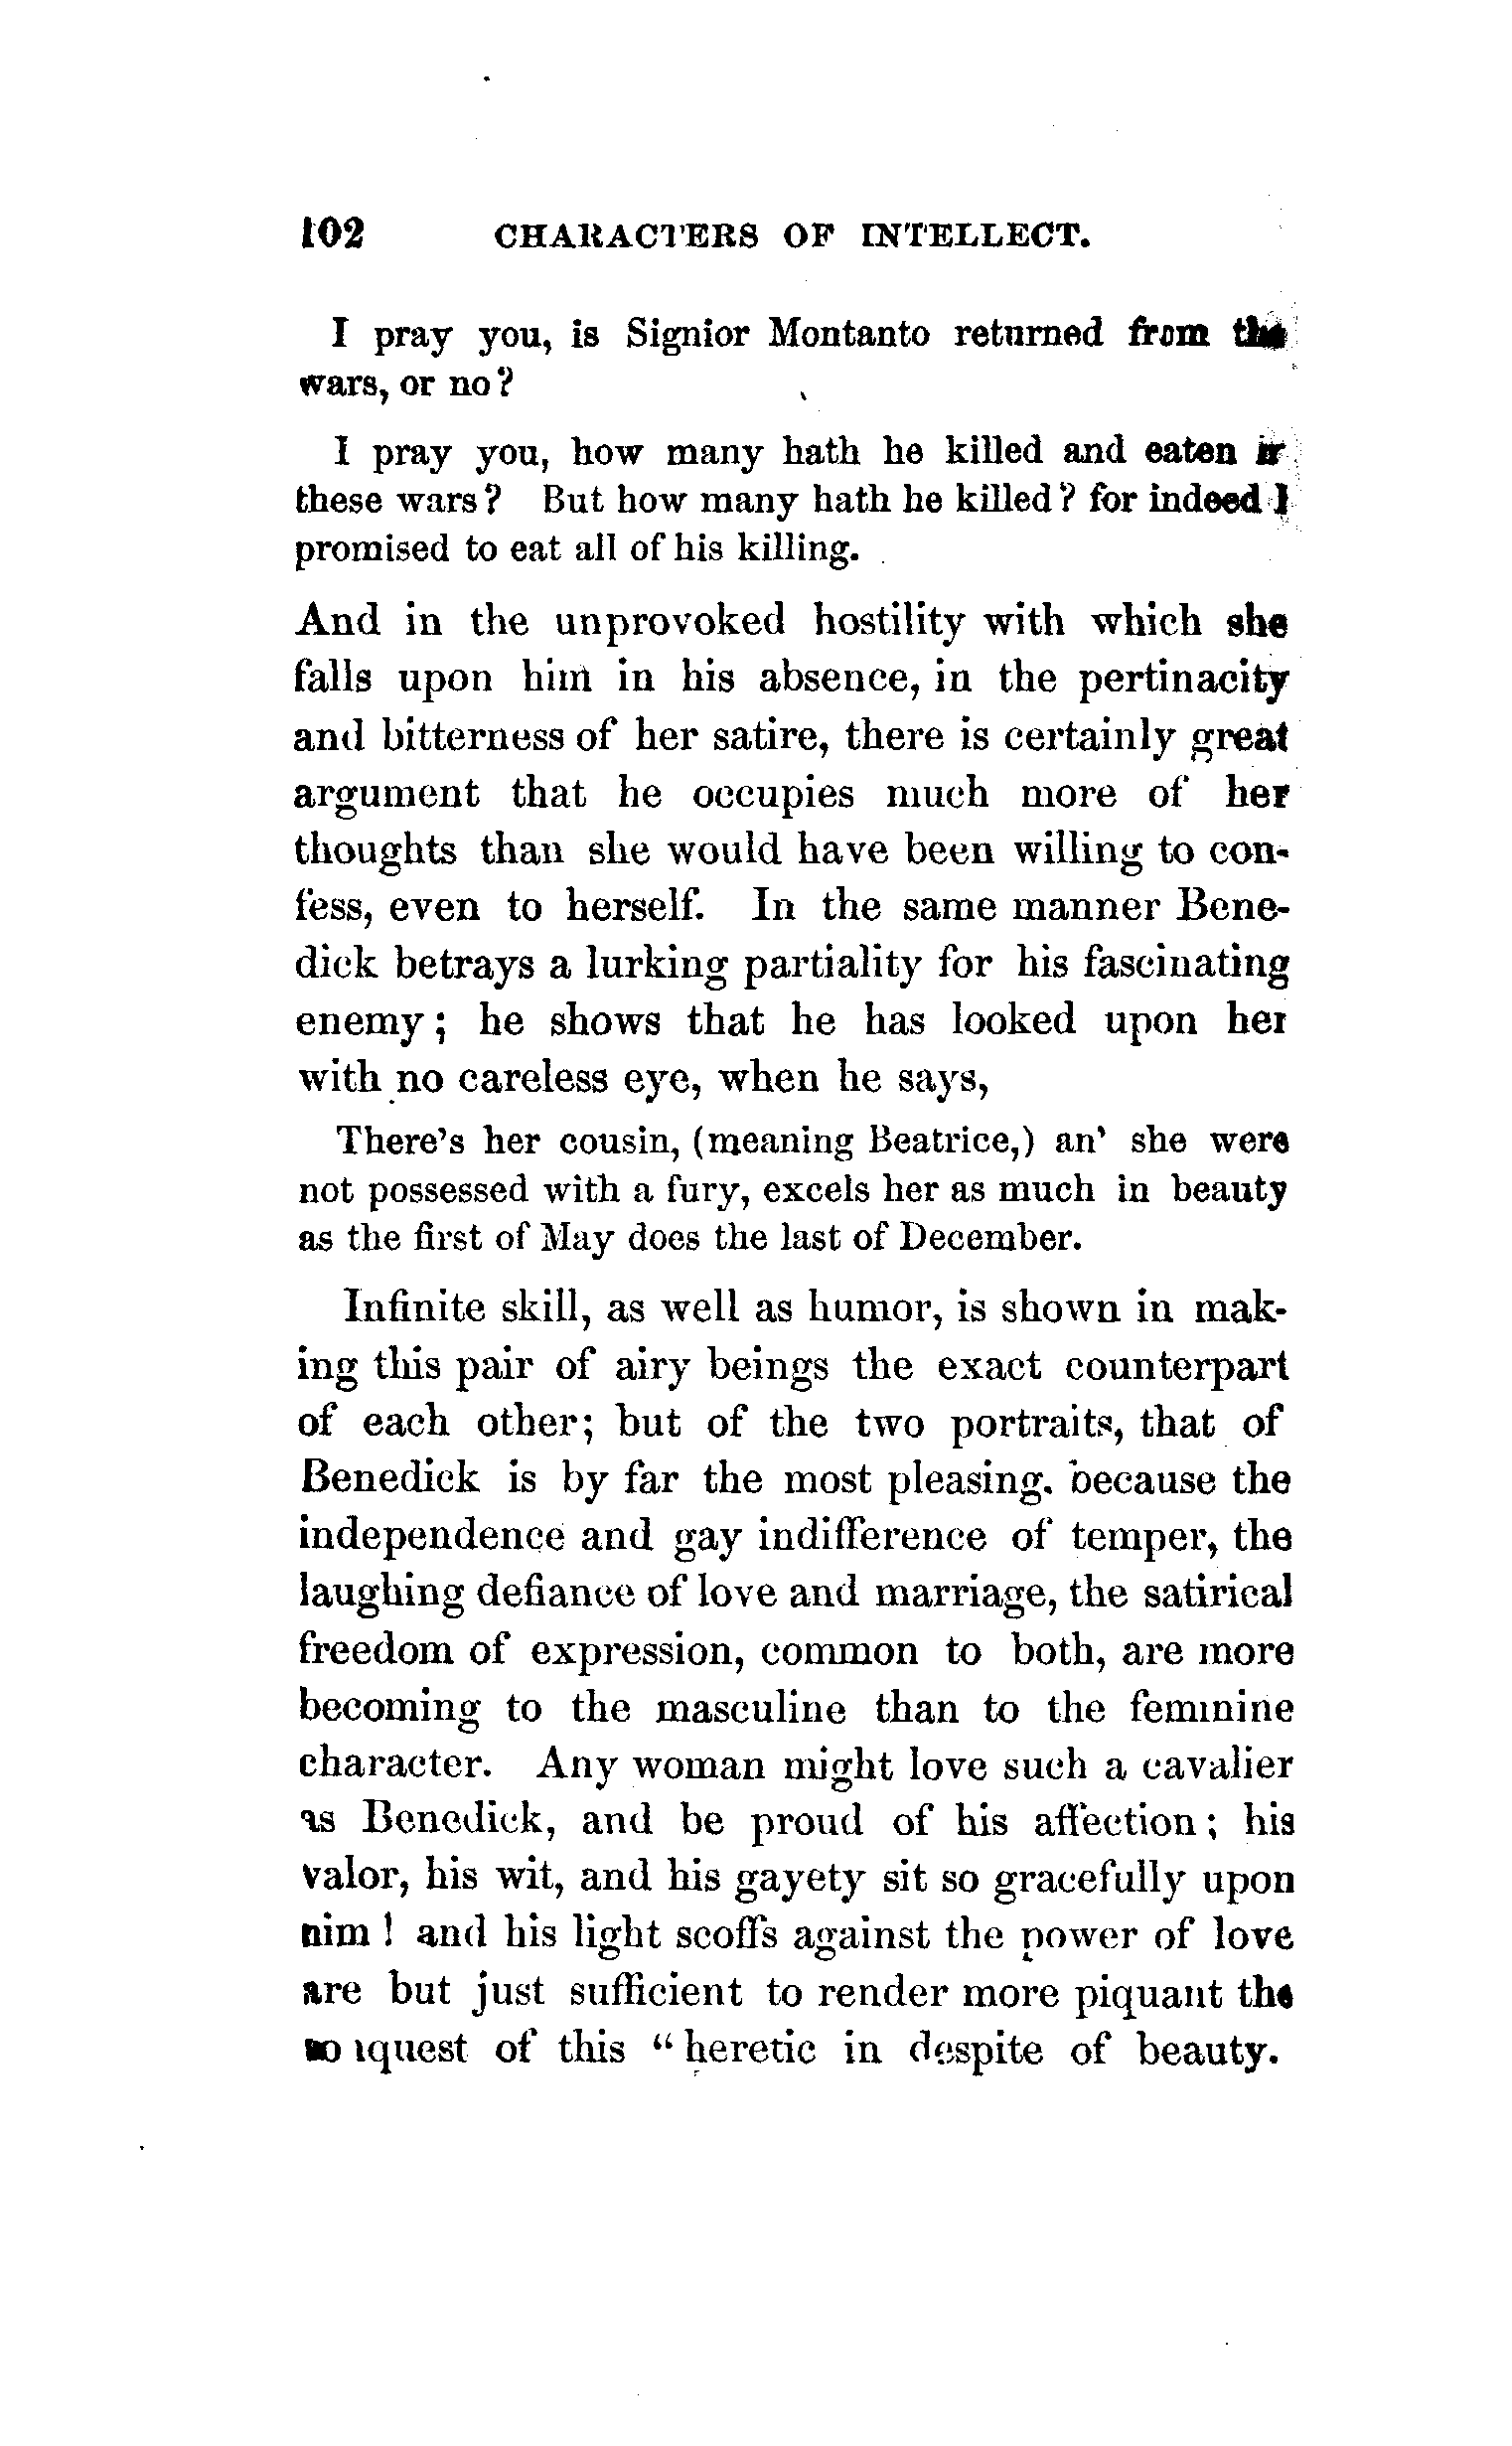 102 CHARACTERS OF INTELLECT.
I pray you, is Signior Montanto returned from the
wars, or no?
I pray you, how many hath he killed and eaten in
these wars? But how many hath he killed? for indeed I
promised to eat all of his killing.
And in the unprovoked hostility with which she
falls upon him in his absence, in the pertinacity
and bitterness of her satire, there is certainly great
argument that he occupies much more of her
thoughts than she would have been willing to con-
fess, even to herself. In the same manner Bene-
dick betrays a lurking partiality for his fascinating
enemy; he shows that he has looked upon her
with no careless eye, when he says,
There's her cousin, (meaning Beatrice,) an' she were
not possessed with a fury, excels her as much in beauty
as the first of May does the last of December.
Infinite skill, as well as humor, is shown in mak-
ing this pair of airy beings the exact counterpart
of each other; but of the two portraits, that of
Benedick is by far the most pleasing. because the
independence and gay indifference of temper, the
laughing defiance of love and marriage, the satirical
freedom of expression, common to both, are more
becoming to the masculine than to the feminine
character. Any woman might love such a cavalier
as Benedick, and be proud of his affection; his
valor, his wit, and his gayety sit so gracefully upon
him! and his light scoffs against the power of love
are but just sufficient to render more piquant the
conquest of this "heretic in despite of beauty.